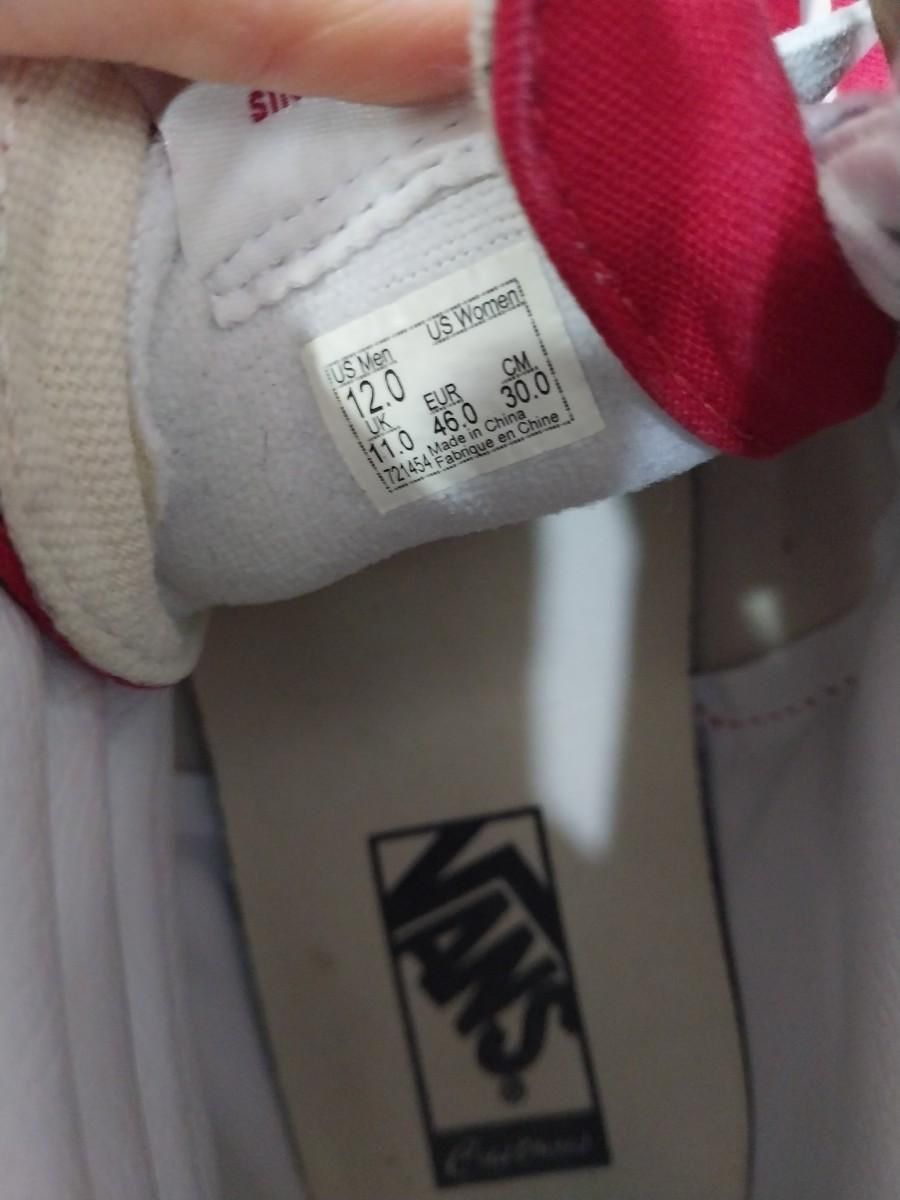 US Men US Women
12.0
UK EUR CM
11.0 46.0 30.0
721454 Made in China
Fabrique en Chine
VANS
®
Customs